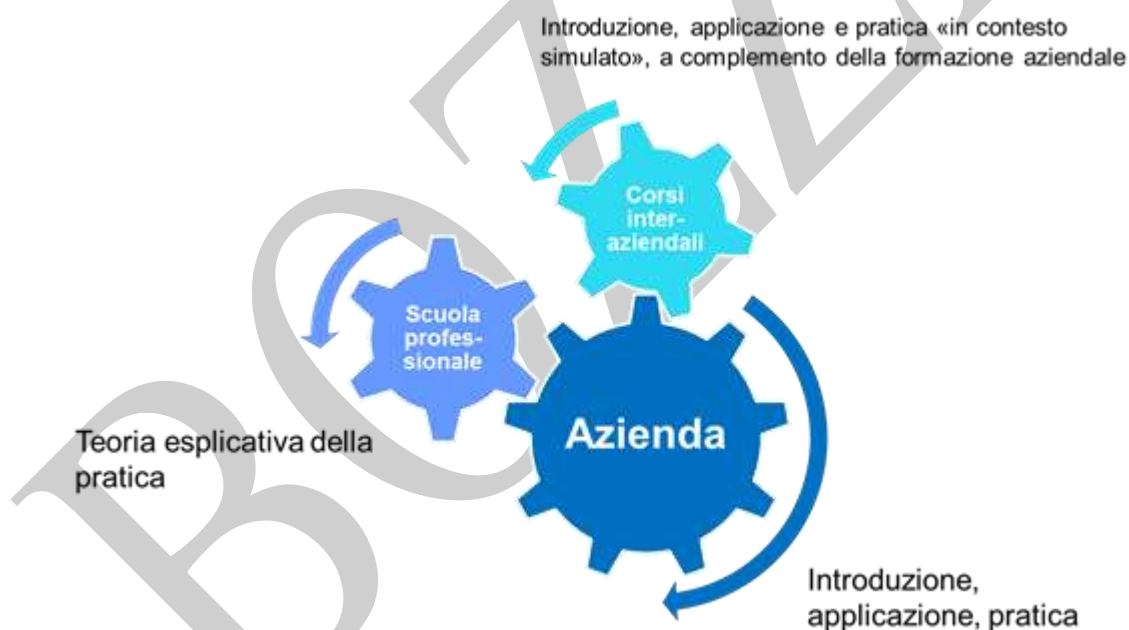 Introduzione, applicazione e pratica «in contesto
simulato», a complemento della formazione aziendale
Corsi
inter-
aziendali
Scuola
profes-
sionale
Azienda
Teoria esplicativa della
pratica
Introduzione,
applicazione, pratica